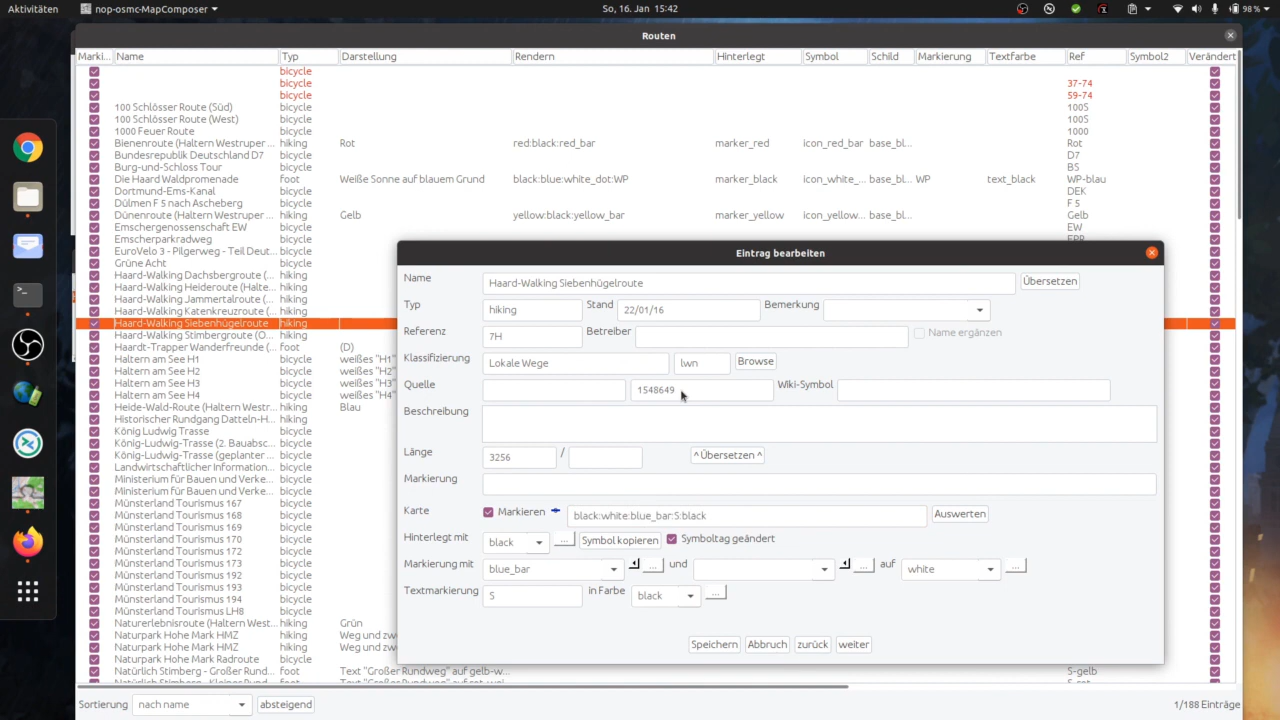 Aktivitäten nop-osmc-MapComposer So, 16. Jan 15:42 98 %
Routen
Marki... Name Typ Darstellung Rendern Hinterlegt Symbol Schild Markierung Textfarbe Ref Symbol2 Verändert
bicycle
bicycle 37-74
bicycle 59-74
100 Schlösser Route (Süd) bicycle 100S
100 Schlösser Route (West) bicycle 100S
1000 Feuer Route bicycle 1000
Bienenroute (Haltern Westruper ... hiking Rot red:black:red_bar marker_red icon_red_bar base_bl... Rot
Bundesrepublik Deutschland D7 bicycle D7
Burg-und-Schloss Tour bicycle BS
Die Haard Waldpromenade foot Weiße Sonne auf blauem Grund black:blue:white_dot:WP marker_black icon_white_... base_bl... WP text_black WP-blau
Dortmund-Ems-Kanal bicycle DEK
Dülmen F 5 nach Ascheberg bicycle F 5
Dünenroute (Haltern Westruper ... hiking Gelb yellow:black:yellow_bar marker_yellow icon_yellow... base_bl... Gelb
Emschergenossenschaft EW bicycle EW
Emscherparkradweg bicycle EPR
EuroVelo 3 - Pilgerweg - Teil Deut... bicycle
Grüne Acht bicycle
Haard-Walking Dachsbergroute (... hiking
Haard-Walking Heideroute (Halte... hiking
Haard-Walking Jammertalroute (... hiking
Haard-Walking Katenkreuzroute (... hiking
Haard-Walking Siebenhügelroute hiking
Haard-Walking Stimbergroute (O... hiking
Haardt-Trapper Wanderfreunde (... foot (D)
Haltern am See H1 bicycle weißes "H1"
Haltern am See H2 bicycle weißes "H2"
Haltern am See H3 bicycle weißes "H3"
Haltern am See H4 bicycle weißes "H4"
Heide-Wald-Route (Haltern Westr... hiking Blau
Historischer Rundgang Datteln-H... hiking
König Ludwig Trasse bicycle
König-Ludwig-Trasse (2. Bauabsc... bicycle
König-Ludwig-Trasse (geplanter ... bicycle
Landwirtschaftlicher Information... bicycle
Ministerium für Bauen und Verke... bicycle
Ministerium für Bauen und Verke... bicycle
Münsterland Tourismus 167 bicycle
Münsterland Tourismus 168 bicycle
Münsterland Tourismus 169 bicycle
Münsterland Tourismus 170 bicycle
Münsterland Tourismus 172 bicycle
Münsterland Tourismus 173 bicycle
Münsterland Tourismus 192 bicycle
Münsterland Tourismus 193 bicycle
Münsterland Tourismus 194 bicycle
Münsterland Tourismus LH8 bicycle
Naturerlebnisroute (Haltern West... hiking Grün
Naturpark Hohe Mark HMZ hiking Weg und zw
Naturpark Hohe Mark HMZ hiking Weg und zw
Naturpark Hohe Mark Radroute bicycle
Natürlich Stimberg - Großer Rund... foot Text "Großer Rundweg" auf gelb-w... S-gelb
Eintrag bearbeiten
Name Haard-Walking Siebenhügelroute Übersetzen
Typ hiking Stand 22/01/16 Bemerkung
Referenz 7H Betreiber Name ergänzen
Klassifizierung Lokale Wege lwn Browse
Quelle 1548649 Wiki-Symbol
Beschreibung
Länge 3256 / ^ Übersetzen ^
Markierung
Karte Markieren black:white:blue_bar:S:black Auswerten
Hinterlegt mit black ... Symbol kopieren Symboltag geändert
Markierung mit blue_bar ... und ... auf white ...
Textmarkierung S in Farbe black ...
Speichern Abbruch zurück weiter
Sortierung nach name absteigend 1/188 Einträge